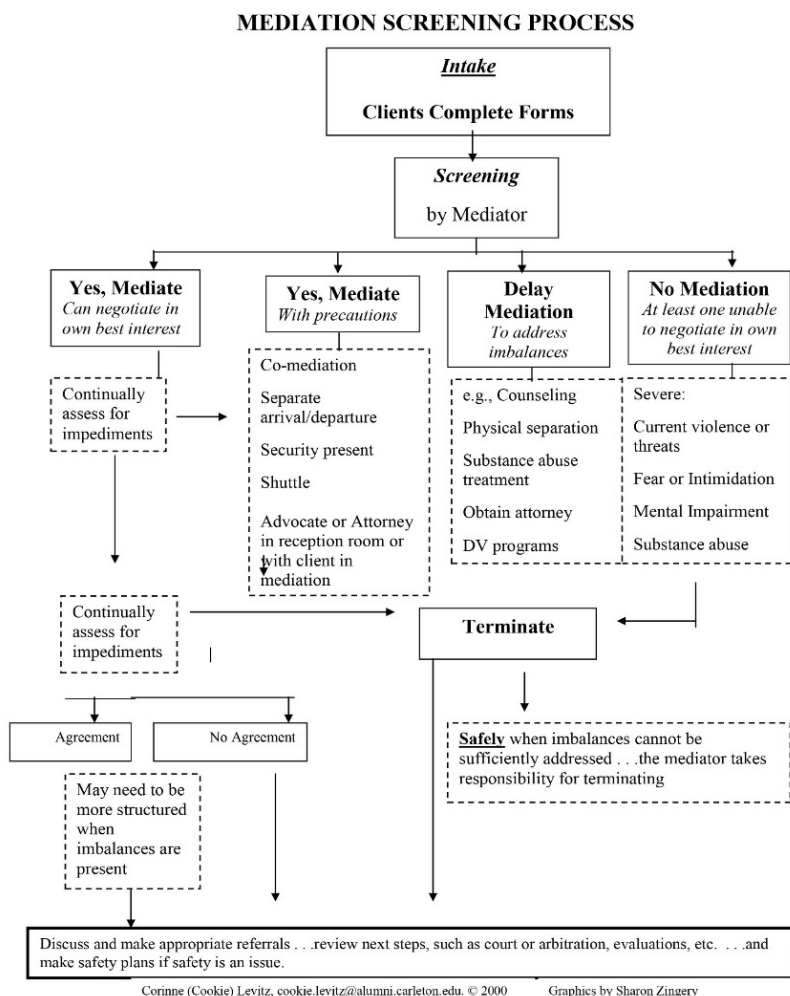 MEDIATION SCREENING PROCESS
Intake
Clients Complete Forms
Screening
by Mediator
Yes, Mediate
Can negotiate in
own best interest
Yes, Mediate
With precautions
Delay
Mediation
To address
imbalances
No Mediation
At least one unable
to negotiate in own
best interest
Continually
assess for
impediments
Co-mediation
Separate
arrival/departure
Security present
Shuttle
Advocate or Attorney
in reception room or
with client in
mediation
e.g., Counseling
Physical separation
Substance abuse
treatment
Obtain attorney
DV programs
Severe:
Current violence or
threats
Fear or Intimidation
Mental Impairment
Substance abuse
Continually
assess for
impediments
Terminate
Agreement
No Agreement
Safely when imbalances cannot be
sufficiently addressed . . .the mediator takes
responsibility for terminating
May need to be
more structured
when
imbalances are
present
Discuss and make appropriate referrals . . .review next steps, such as court or arbitration, evaluations, etc. . . .and
make safety plans if safety is an issue.
Corinne (Cookie) Levitz, cookie.levitz@alumni.carleton.edu. © 2000 Graphics by Sharon Zingery